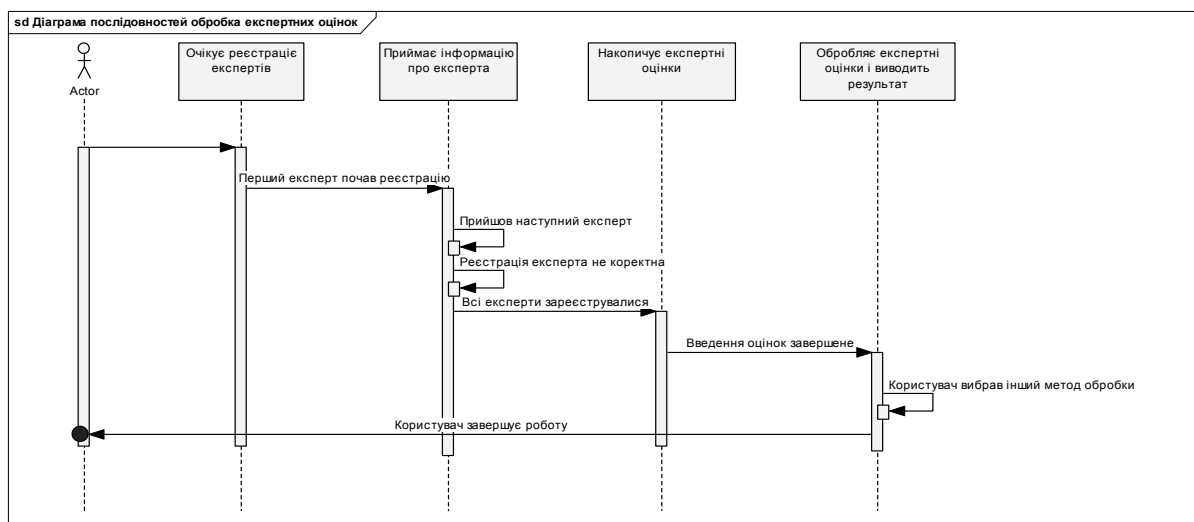 sd Діаграма послідовностей обробка експертних оцінок
Actor
Очікує реєстраціє
експертів
Приймає інформацію
про експерта
Накопичує експертні
оцінки
Обробляє експертні
оцінки і виводить
результат
Перший експерт почав реєстрацію
Прийшов наступний експерт
Реєстрація експерта не коректна
Всі експерти зареєструвалися
Введення оцінок завершене
Користувач вибрав інший метод обробки
Користувач завершує роботу